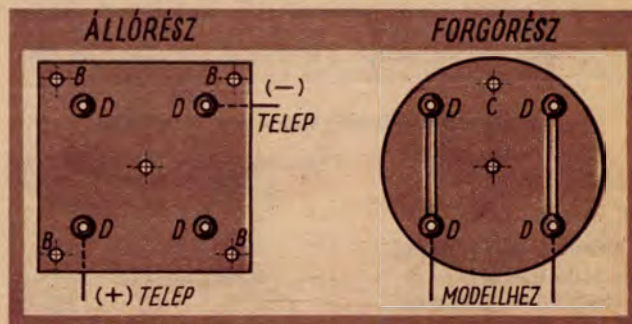 ÁLLÓRÉSZ
FORGÓRÉSZ
B B (-)
D D
TELEP
D D
B B
(+) TELEP
C
D D
D D
MODELLHEZ